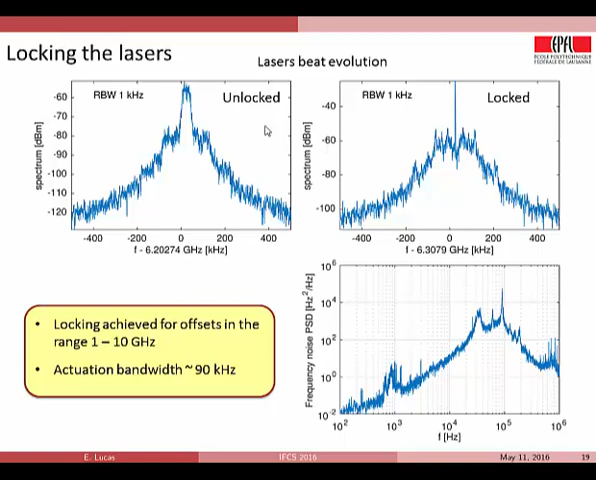 Locking the lasers
EPFL
ÉCOLE POLYTECHNIQUE
FÉDÉRALE DE LAUSANNE
Lasers beat evolution
RBW 1 kHz
Unlocked
spectrum [dBm]
-60
-70
-80
-90
-100
-110
-120
-400 -200 0 200 400
f - 6.20274 GHz [kHz]
RBW 1 kHz
Locked
spectrum [dBm]
-40
-60
-80
-100
-400 -200 0 200 400
f - 6.3079 GHz [kHz]
• Locking achieved for offsets in the
range 1 – 10 GHz
• Actuation bandwidth ~ 90 kHz
Frequency noise PSD [Hz²/Hz]
10⁶
10⁴
10²
10⁰
10⁻²
10² 10³ 10⁴ 10⁵ 10⁶
f [Hz]
E. Lucas IFCS 2016 May 11, 2016 19